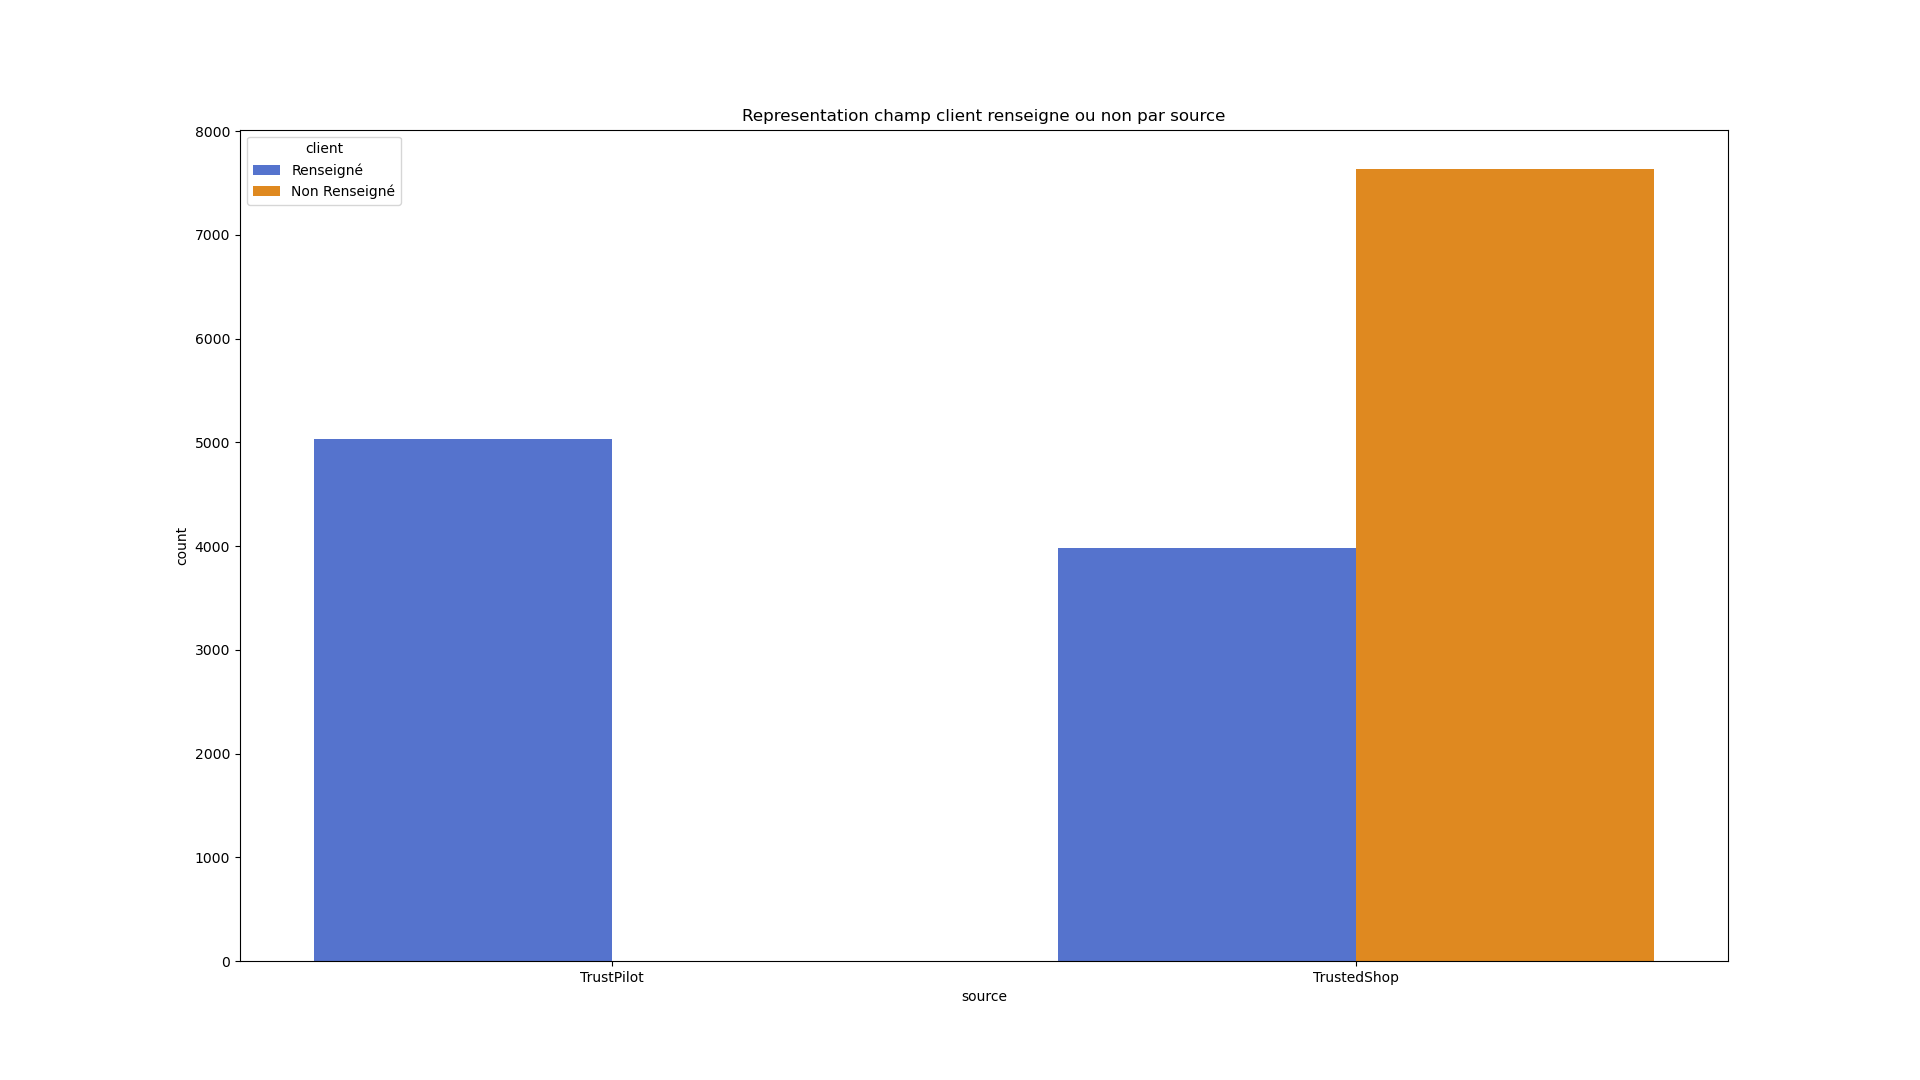 Representation champ client renseigne ou non par source
client
Renseigné
Non Renseigné
8000
7000
6000
5000
4000
3000
2000
1000
0
count
TrustPilot
TrustedShop
source